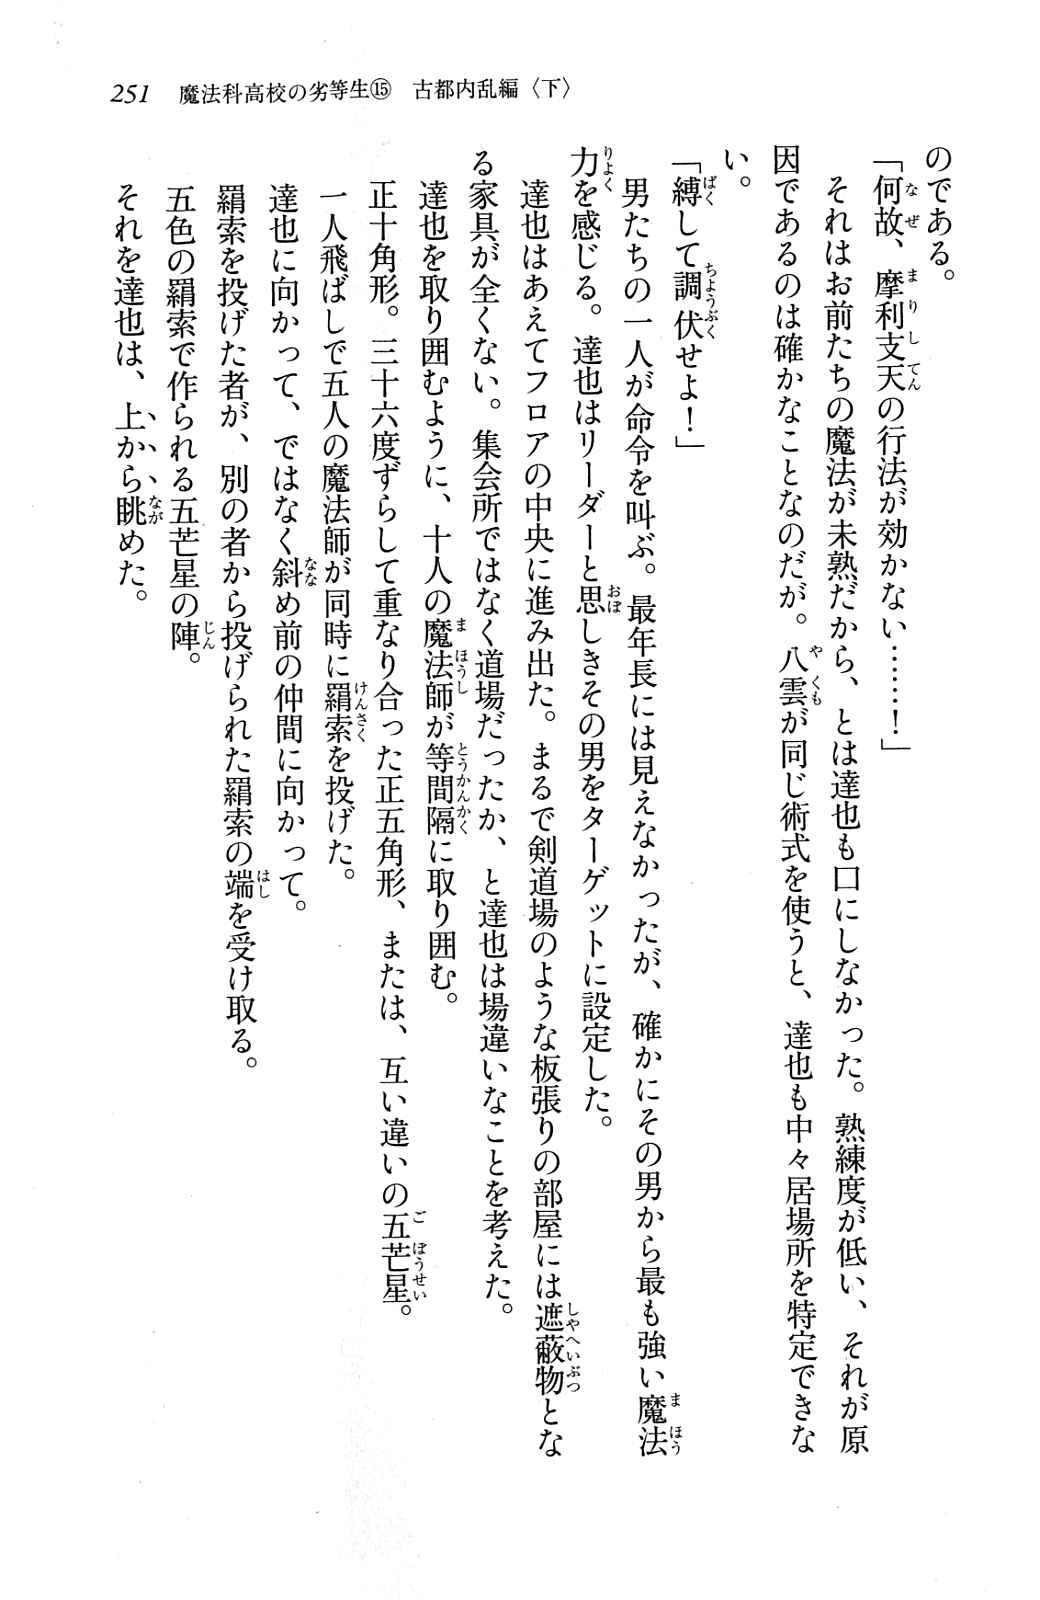 251 魔法科高校の劣等生⑮ 古都内乱編〈下〉
のである。
「何故、摩利支天の行法が効かない……！」
それはお前たちの魔法が未熟だから、とは達也も口にしなかった。熟練度が低い、それが原
因であるのは確かなことなのだが。八雲が同じ術式を使うと、達也も中々居場所を特定できな
い。
「縛して調伏せよ！」
男たちの一人が命令を叫ぶ。最年長には見えなかったが、確かにその男から最も強い魔法
力を感じる。達也はリーダーと思しきその男をターゲットに設定した。
達也はあえてフロアの中央に進み出た。まるで剣道場のような板張りの部屋には遮蔽物とな
る家具が全くない。集会所ではなく道場だったか、と達也は場違いなことを考えた。
達也を取り囲むように、十人の魔法師が等間隔に取り囲む。
正十角形。三十六度ずらして重なり合った正五角形、または、互い違いの五芒星。
一人飛ばしで五人の魔法師が同時に羂索を投げた。
達也に向かって、ではなく斜め前の仲間に向かって。
羂索を投げた者が、別の者から投げられた羂索の端を受け取る。
五色の羂索で作られる五芒星の陣。
それを達也は、上から眺めた。